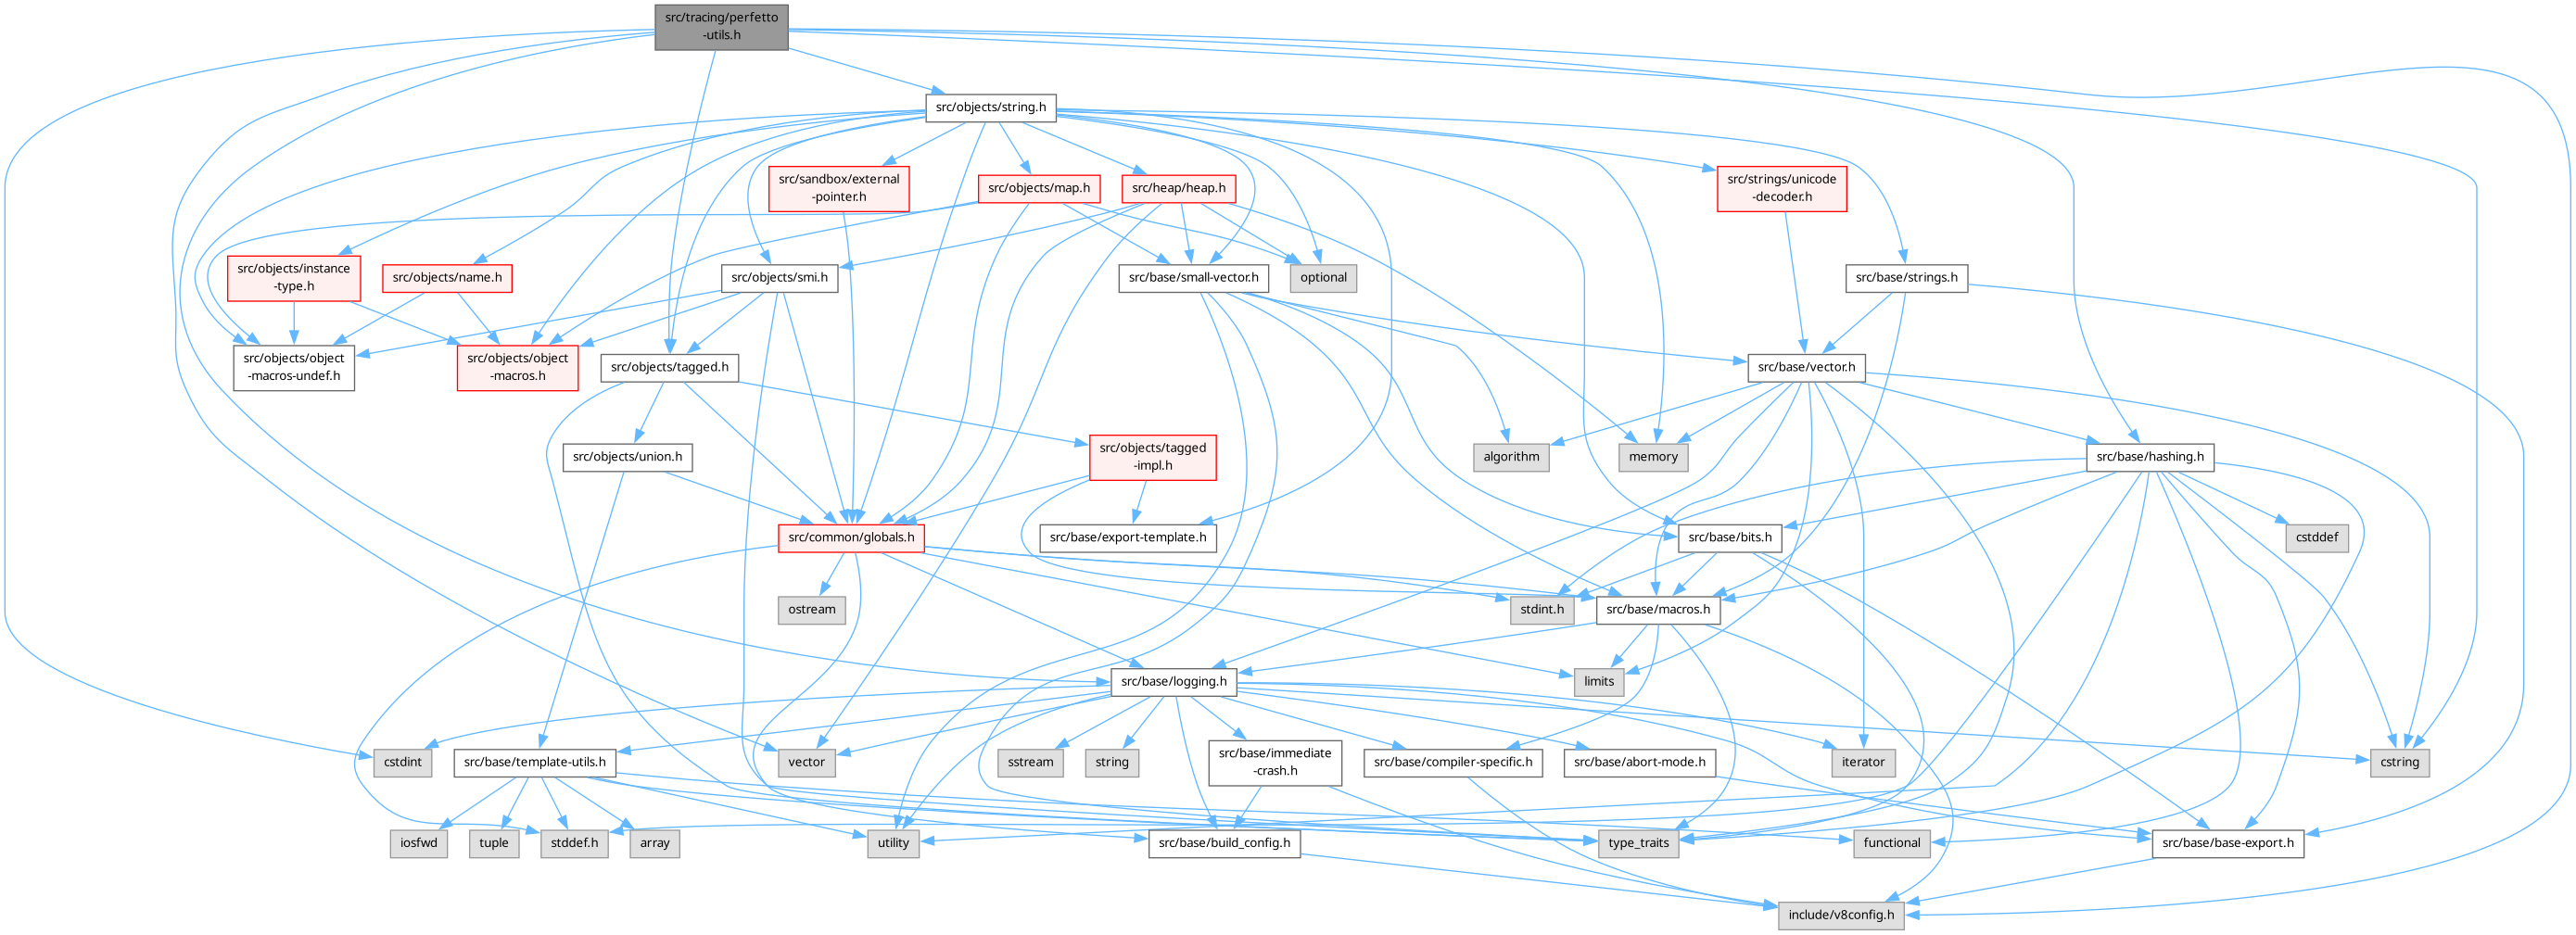 src/tracing/perfetto
-utils.h
src/objects/string.h
src/sandbox/external
-pointer.h
src/objects/map.h
src/heap/heap.h
src/strings/unicode
-decoder.h
src/objects/instance
-type.h
src/objects/name.h
src/objects/smi.h
src/base/small-vector.h
optional
src/base/strings.h
src/objects/object
-macros-undef.h
src/objects/object
-macros.h
src/objects/tagged.h
src/base/vector.h
src/objects/union.h
src/objects/tagged
-impl.h
algorithm
memory
src/base/hashing.h
src/common/globals.h
src/base/export-template.h
src/base/bits.h
cstddef
ostream
stdint.h
src/base/macros.h
src/base/logging.h
limits
cstdint
src/base/template-utils.h
vector
sstream
string
src/base/immediate
-crash.h
src/base/compiler-specific.h
src/base/abort-mode.h
iterator
cstring
iosfwd
tuple
stddef.h
array
utility
src/base/build_config.h
type_traits
functional
src/base/base-export.h
include/v8config.h